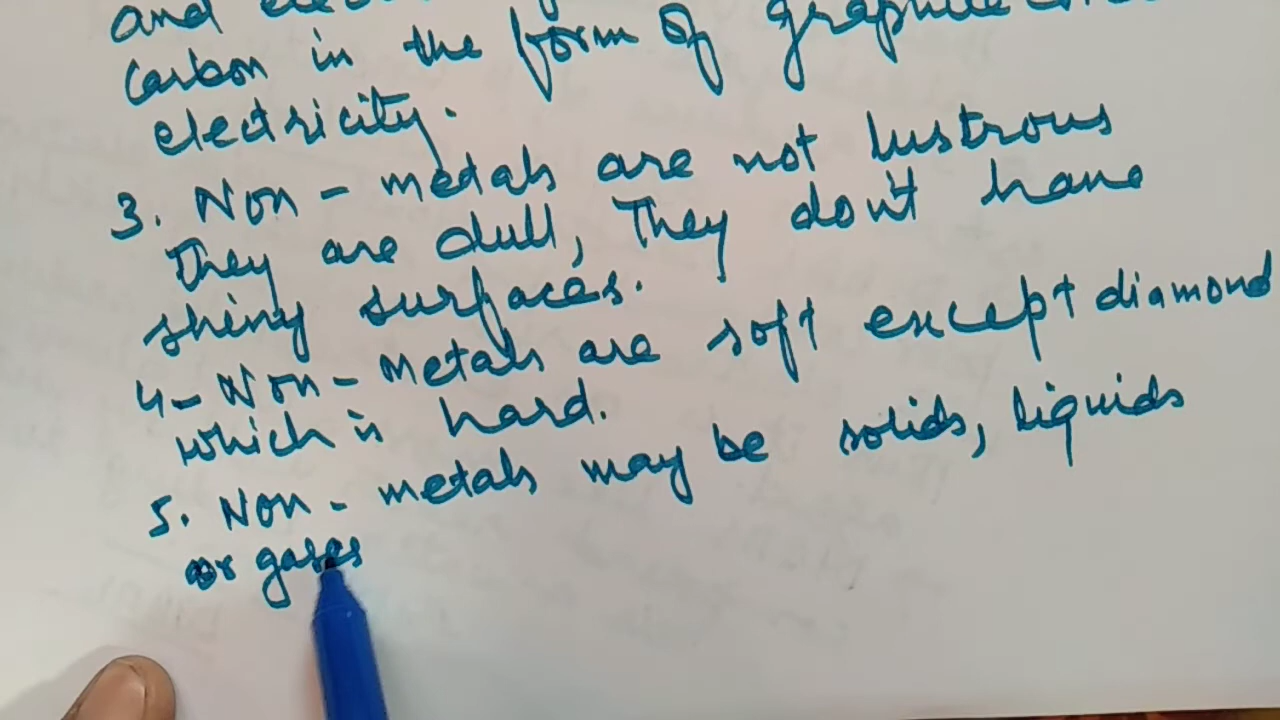 and
carbon in the form of graphite
electricity.
3. Non - metals are not lustrous
They are dull, They don't have
shiny surfaces.
4- Non - metals are soft except diamond
which is hard.
5. Non - metals may be solids, liquids
or gases